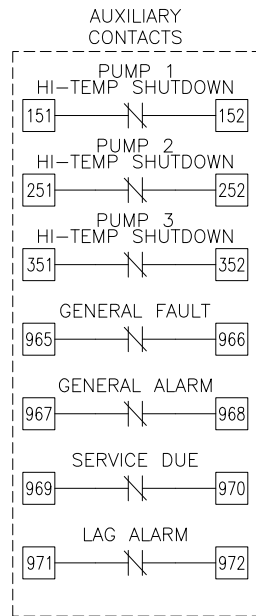 AUXILIARY
CONTACTS
PUMP 1
HI-TEMP SHUTDOWN
151 152
PUMP 2
HI-TEMP SHUTDOWN
251 252
PUMP 3
HI-TEMP SHUTDOWN
351 352
GENERAL FAULT
965 966
GENERAL ALARM
967 968
SERVICE DUE
969 970
LAG ALARM
971 972